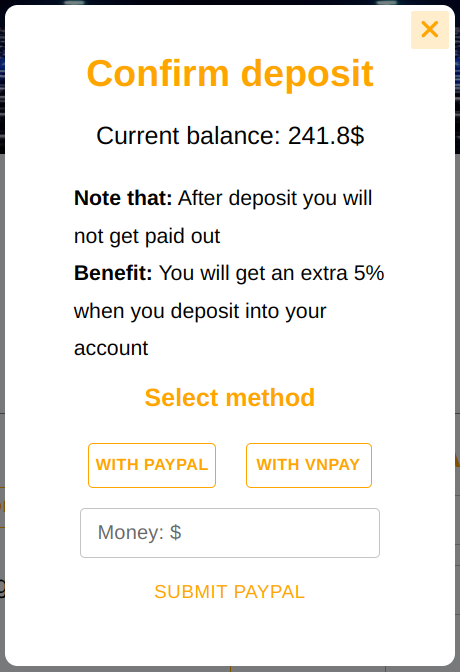 Confirm deposit
Current balance: 241.8$
Note that: After deposit you will
not get paid out
Benefit: You will get an extra 5%
when you deposit into your
account
Select method
WITH PAYPAL WITH VNPAY
Money: $
SUBMIT PAYPAL